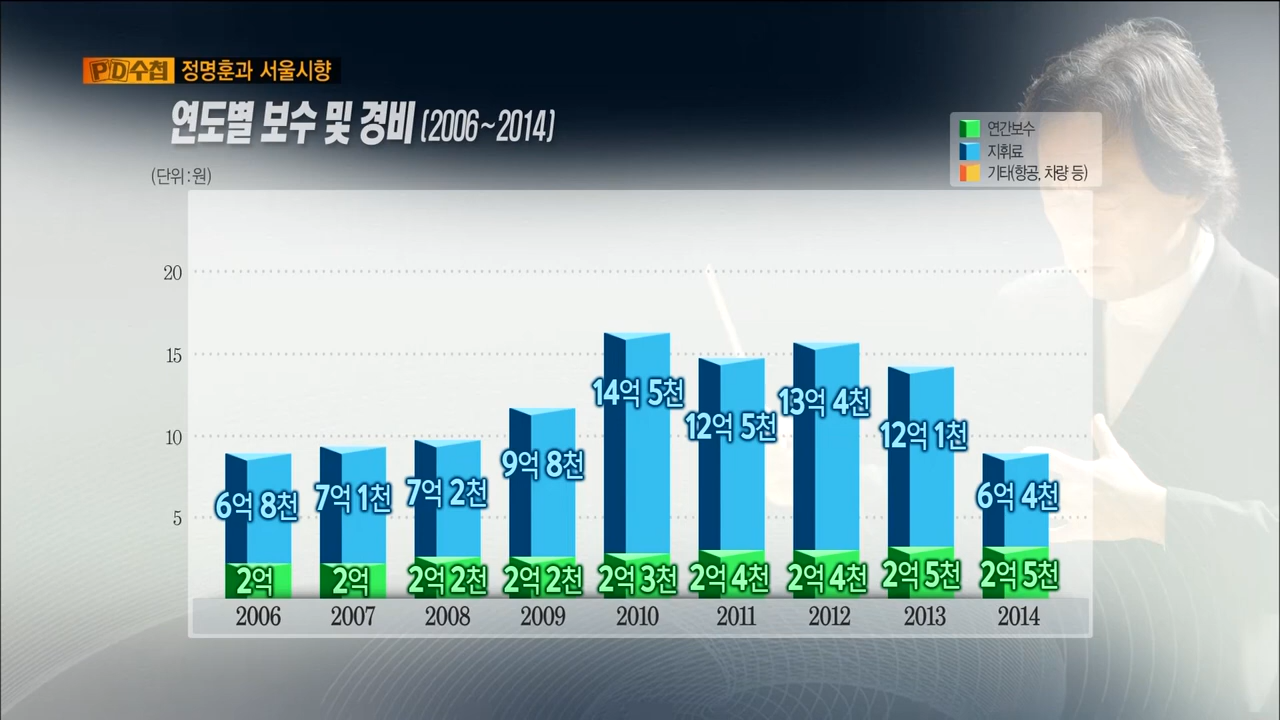 PD수첩 정명훈과 서울시향
연도별 보수 및 경비 (2006~2014)
(단위:원)
연간보수
지휘료
기타(항공, 차량 등)
20
15
10
5
6억 8천 7억 1천 7억 2천 9억 8천 14억 5천 12억 5천 13억 4천 12억 1천 6억 4천
2억 2억 2억 2천 2억 2천 2억 3천 2억 4천 2억 4천 2억 5천 2억 5천
2006 2007 2008 2009 2010 2011 2012 2013 2014